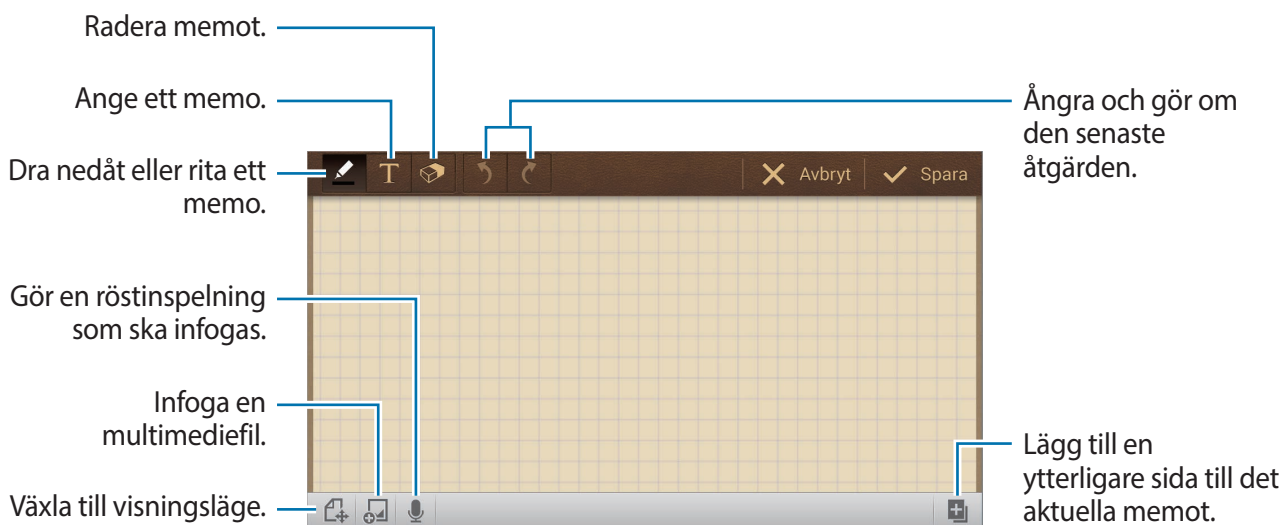 Radera memot.
Ange ett memo.
Dra nedåt eller rita ett
memo.
Gör en röstinspelning
som ska infogas.
Infoga en
multimediefil.
Växla till visningsläge.
T
Avbryt
Spara
Ångra och gör om
den senaste
åtgärden.
Lägg till en
ytterligare sida till det
aktuella memot.